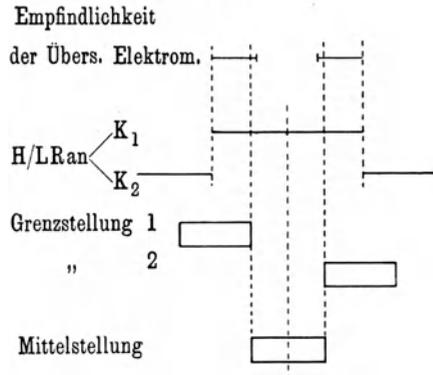 Empfindlichkeit
der Übers. Elektrom.
K1
H/LRan
K2
Grenzstellung 1
„ 2
Mittelstellung